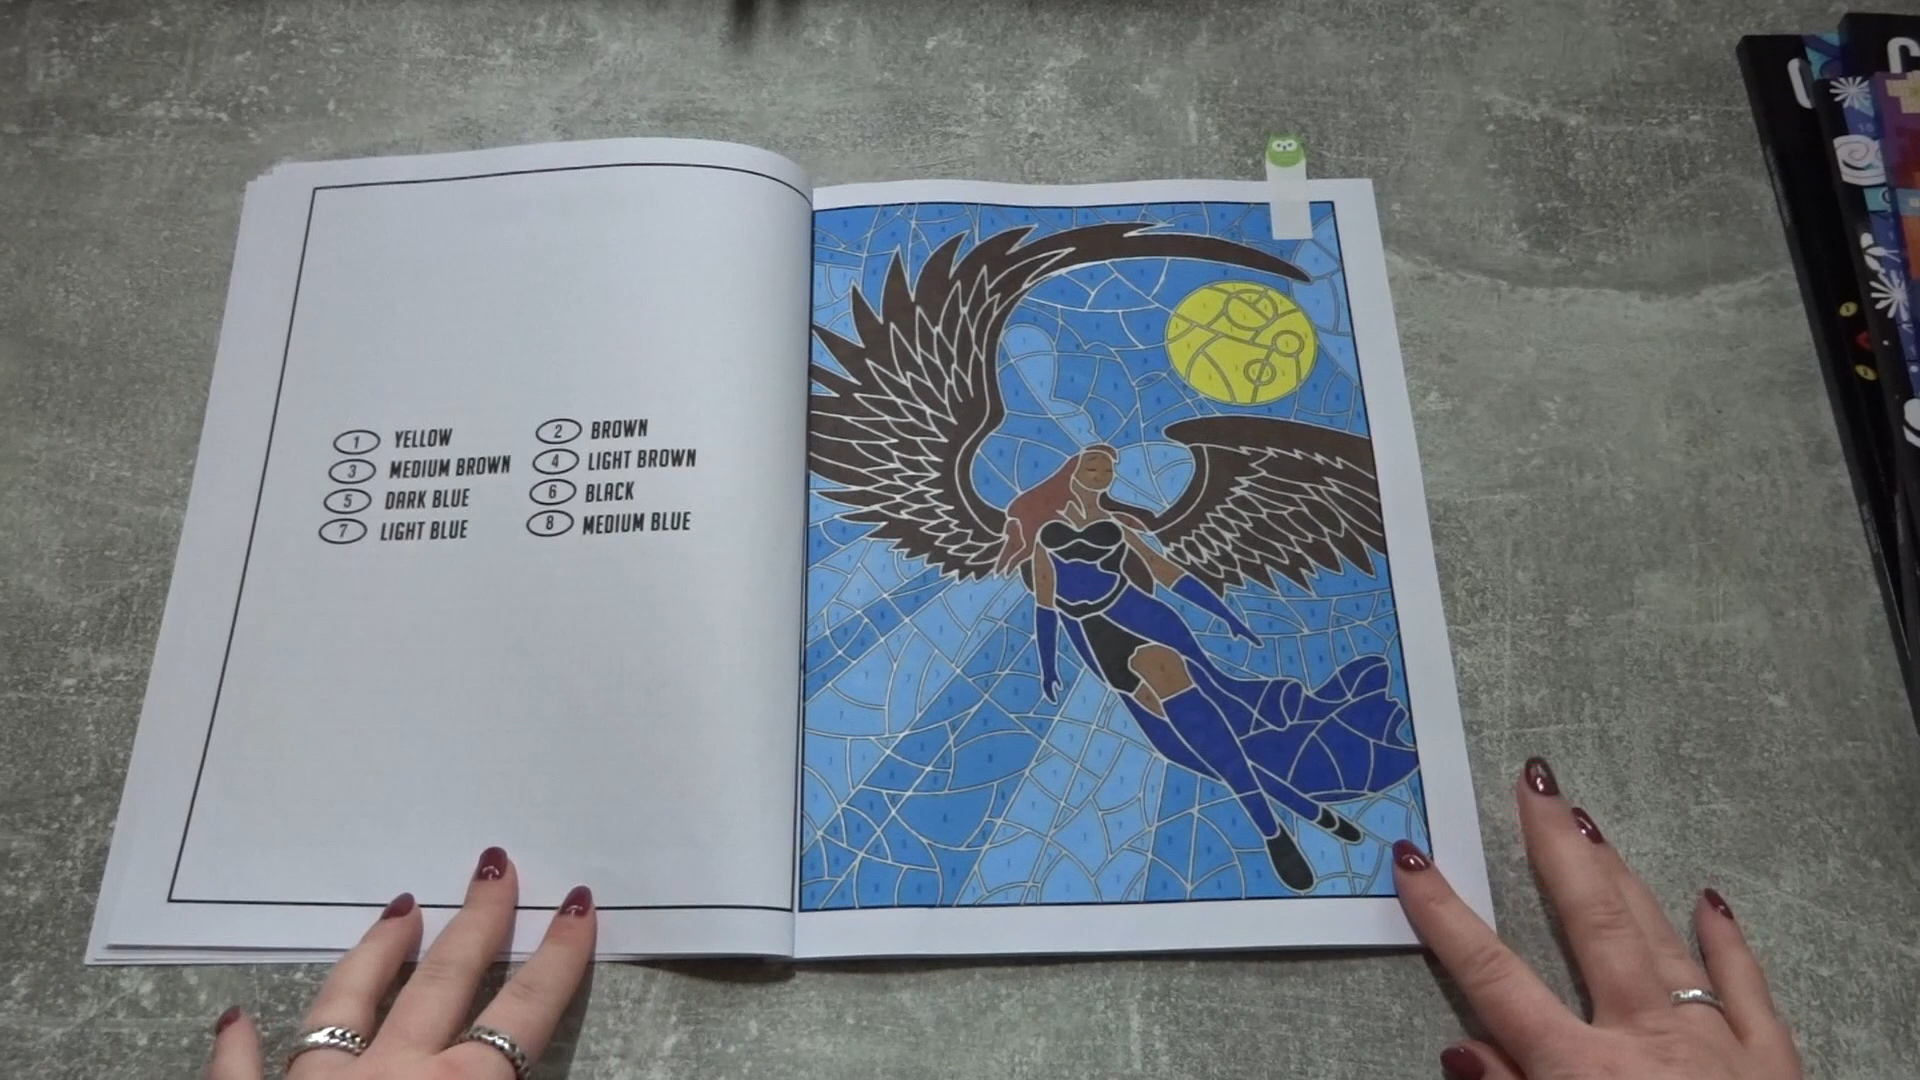 1 YELLOW 2 BROWN
3 MEDIUM BROWN 4 LIGHT BROWN
5 DARK BLUE 6 BLACK
7 LIGHT BLUE 8 MEDIUM BLUE